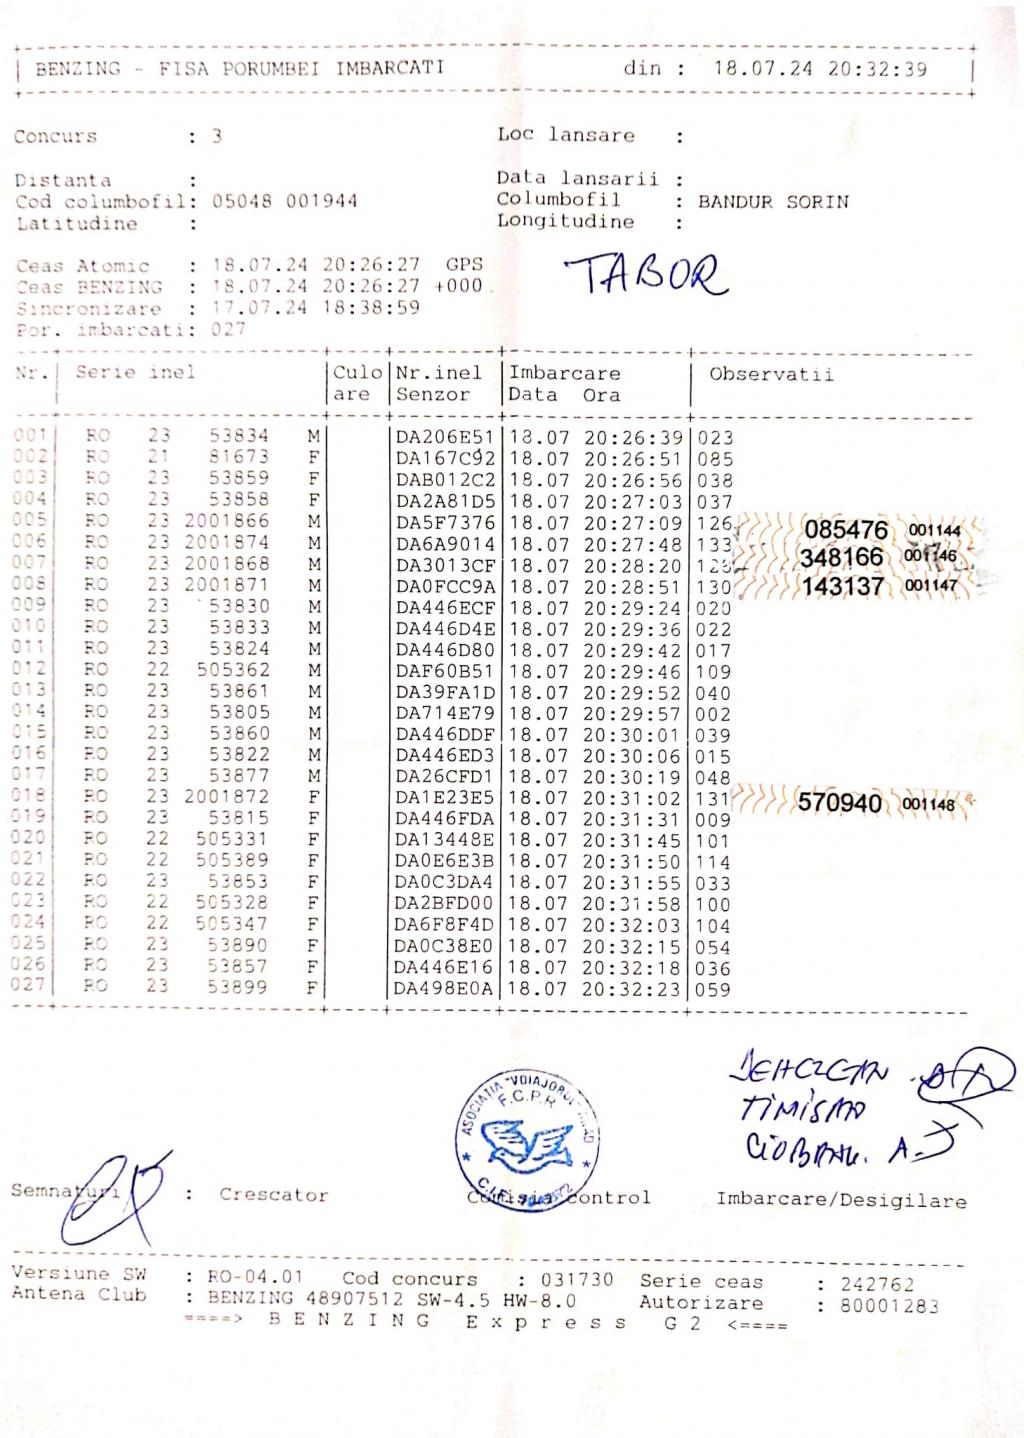 BENZING - FISA PORUMBEI IMBARCATI din : 18.07.24 20:32:39
Concurs : 3 Loc lansare :
Distanta : Data lansarii :
Cod columbofil: 05048 001944 Columbofil : BANDUR SORIN
Latitudine : Longitudine :
Ceas Atomic : 18.07.24 20:26:27 GPS
TABOR
Ceas BENZING : 18.07.24 20:26:27 +000
Sincronizare : 17.07.24 18:38:59
Por. imbarcati: 027
Nr. Serie inel Culo Nr.inel Imbarcare Observatii
are Senzor Data Ora
001 RO 23 53834 M DA206E51 18.07 20:26:39 023
002 RO 21 81673 F DA167C92 18.07 20:26:51 085
003 RO 23 53859 F DAB012C2 18.07 20:26:56 038
004 RO 23 53858 F DA2A81D5 18.07 20:27:03 037
005 RO 23 2001866 M DA5F7376 18.07 20:27:09 126 085476 001144
006 RO 23 2001874 M DA6A9014 18.07 20:27:48 133 348166 001146
007 RO 23 2001868 M DA3013CF 18.07 20:28:20
008 RO 23 2001871 M DA0FCC9A 18.07 20:28:51 130 143137 001147
009 RO 23 53830 M DA446ECF 18.07 20:29:24 020
010 RO 23 53833 M DA446D4E 18.07 20:29:36 022
011 RO 23 53824 M DA446D80 18.07 20:29:42 017
012 RO 22 505362 M DAF60B51 18.07 20:29:46 109
013 RO 23 53861 M DA39FA1D 18.07 20:29:52 040
014 RO 23 53805 M DA714E79 18.07 20:29:57 002
015 RO 23 53860 M DA446DDF 18.07 20:30:01 039
016 RO 23 53822 M DA446ED3 18.07 20:30:06 015
017 RO 23 53877 M DA26CFD1 18.07 20:30:19 048
018 RO 23 2001872 F DA1E23E5 18.07 20:31:02 131 570940 001148
019 RO 23 53815 F DA446FDA 18.07 20:31:31 009
020 RO 22 505331 F DA13448E 18.07 20:31:45 101
021 RO 22 505389 F DA0E6E3B 18.07 20:31:50 114
022 RO 23 53853 F DA0C3DA4 18.07 20:31:55 033
023 RO 22 505328 F DA2BFD00 18.07 20:31:58 100
024 RO 22 505347 F DA6F8F4D 18.07 20:32:03 104
025 RO 23 53890 F DA0C38E0 18.07 20:32:15 054
026 RO 23 53857 F DA446E16 18.07 20:32:18 036
027 RO 23 53899 F DA498E0A 18.07 20:32:23 059
ASOCIATIA "VOIAJORUL"
F.C.P.R.
Semnaturi : Crescator Comisia control Imbarcare/Desigilare
Versiune SW : RO-04.01 Cod concurs : 031730 Serie ceas : 242762
Antena Club : BENZING 48907512 SW-4.5 HW-8.0 Autorizare : 80001283
====> B E N Z I N G E x p r e s s G 2 <====